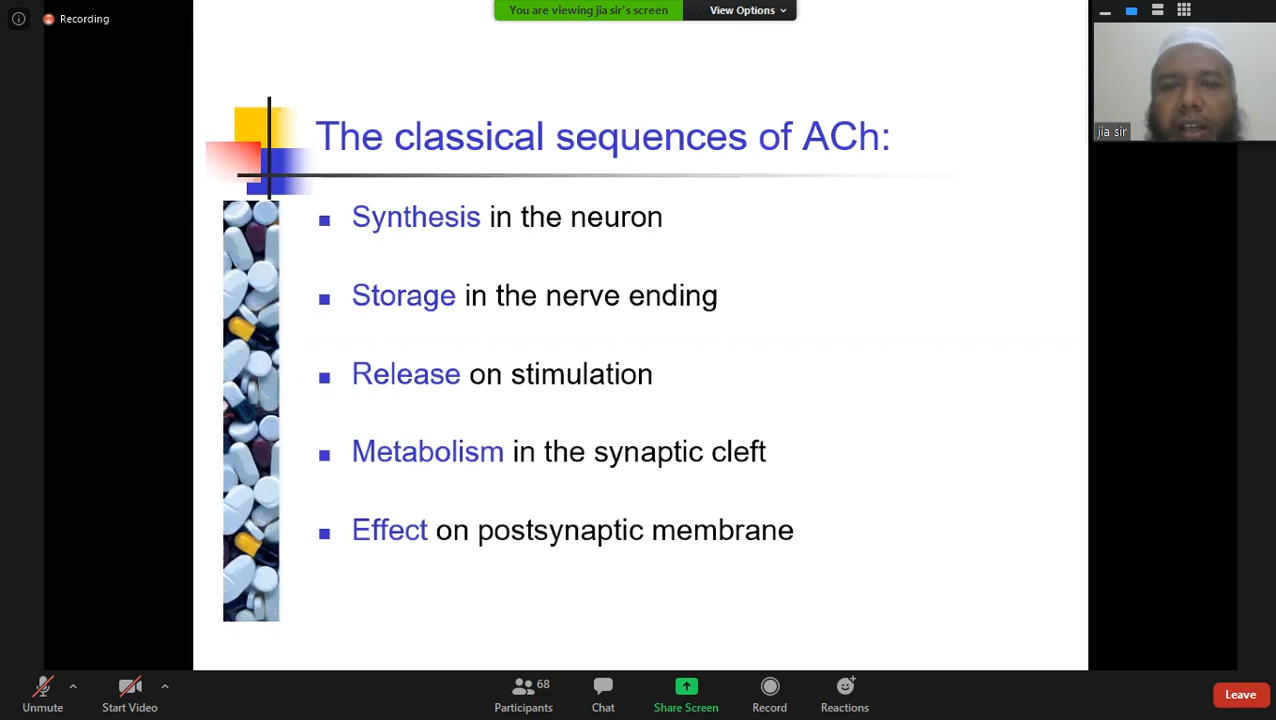 Recording
You are viewing jia sir's screen
View Options
jia sir
The classical sequences of ACh:
Synthesis in the neuron
Storage in the nerve ending
Release on stimulation
Metabolism in the synaptic cleft
Effect on postsynaptic membrane
Unmute
Start Video
68
Participants
Chat
Share Screen
Record
Reactions
Leave